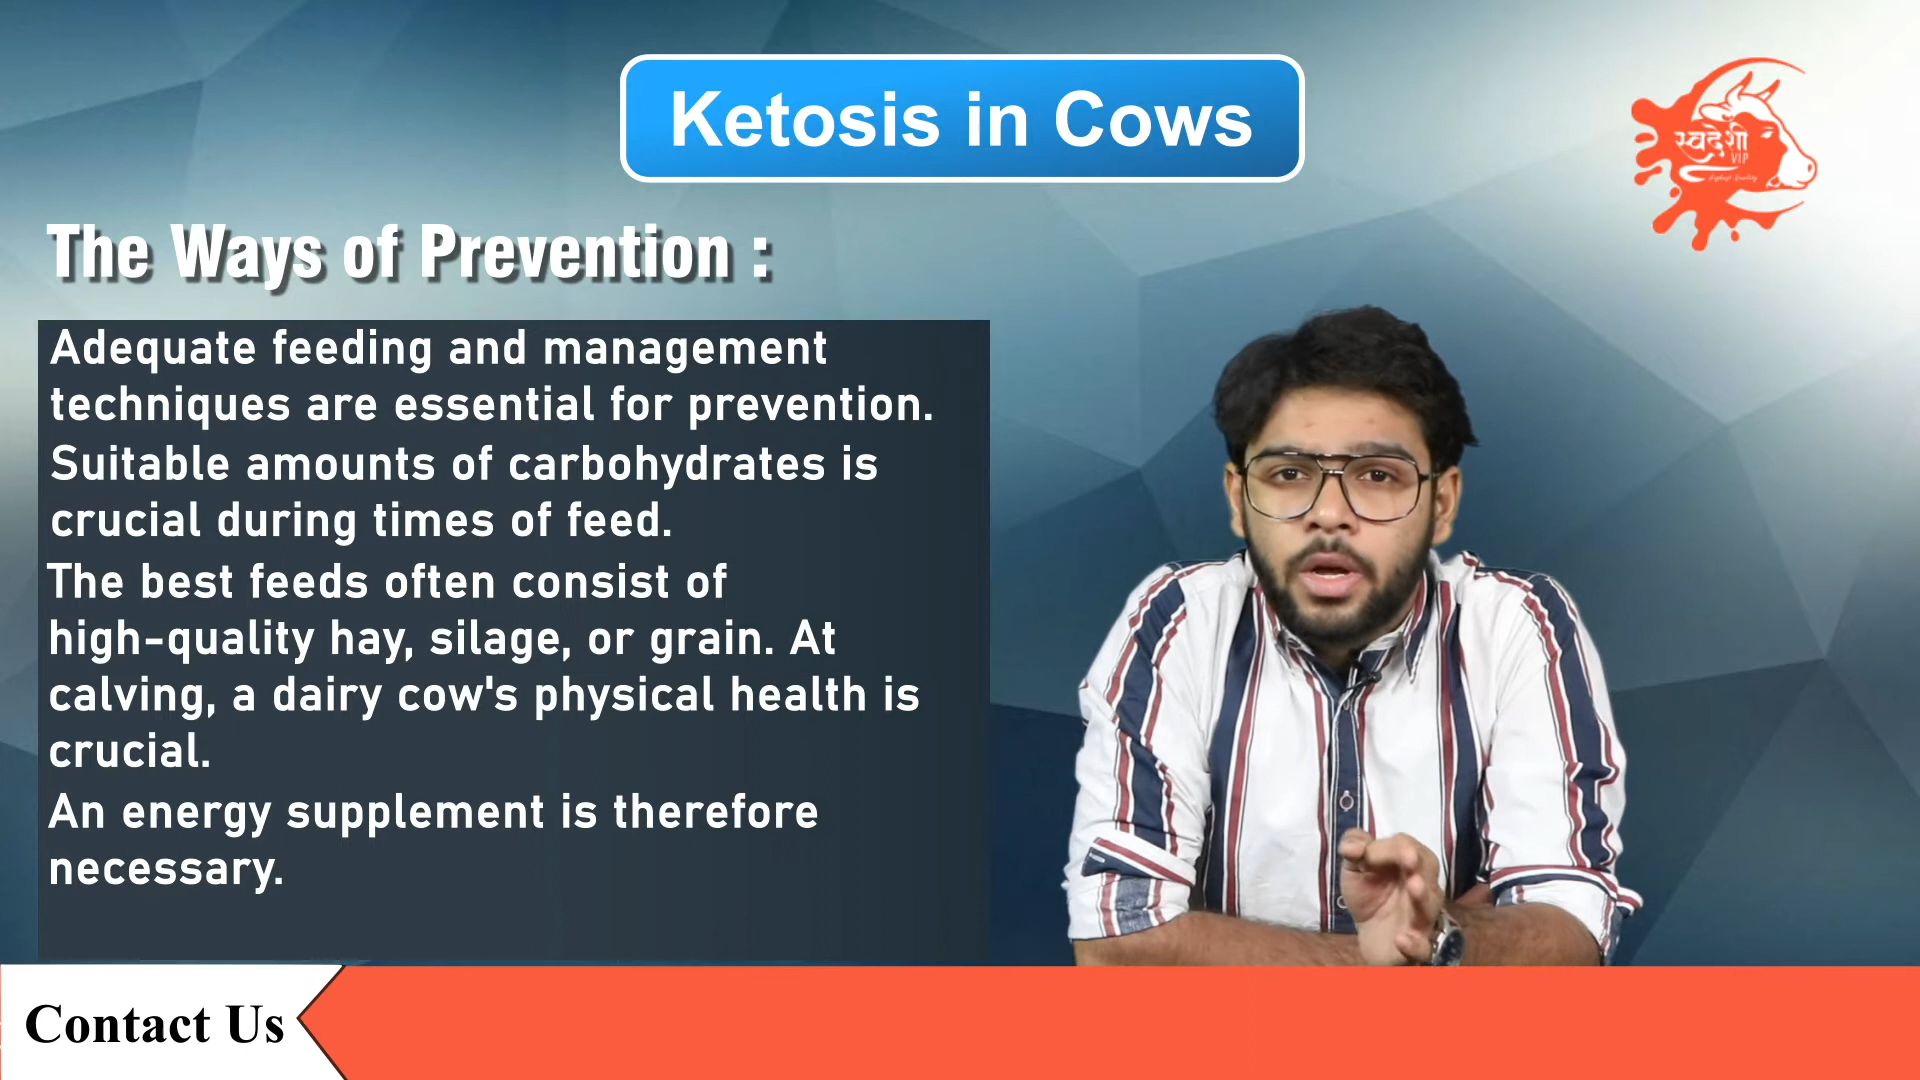 Ketosis in Cows
स्वदेशी
VIP
The Ways of Prevention :
Adequate feeding and management
techniques are essential for prevention.
Suitable amounts of carbohydrates is
crucial during times of feed.
The best feeds often consist of
high-quality hay, silage, or grain. At
calving, a dairy cow's physical health is
crucial.
An energy supplement is therefore
necessary.
Contact Us